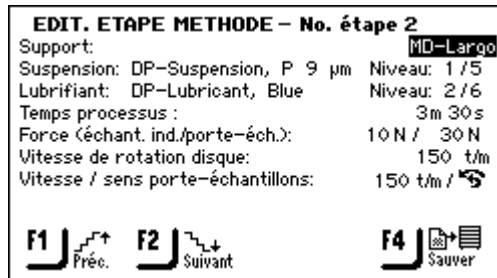 EDIT. ETAPE METHODE – No. étape 2
Support: MD–Largo
Suspension: DP–Suspension, P 9 µm Niveau: 1/5
Lubrifiant: DP–Lubricant, Blue Niveau: 2/6
Temps processus : 3m 30s
Force (échant. ind./porte–éch.): 10N / 30N
Vitesse de rotation disque: 150 t/m
Vitesse / sens porte–échantillons: 150 t/m /
F1 Préc. F2 Suivant F4 Sauver